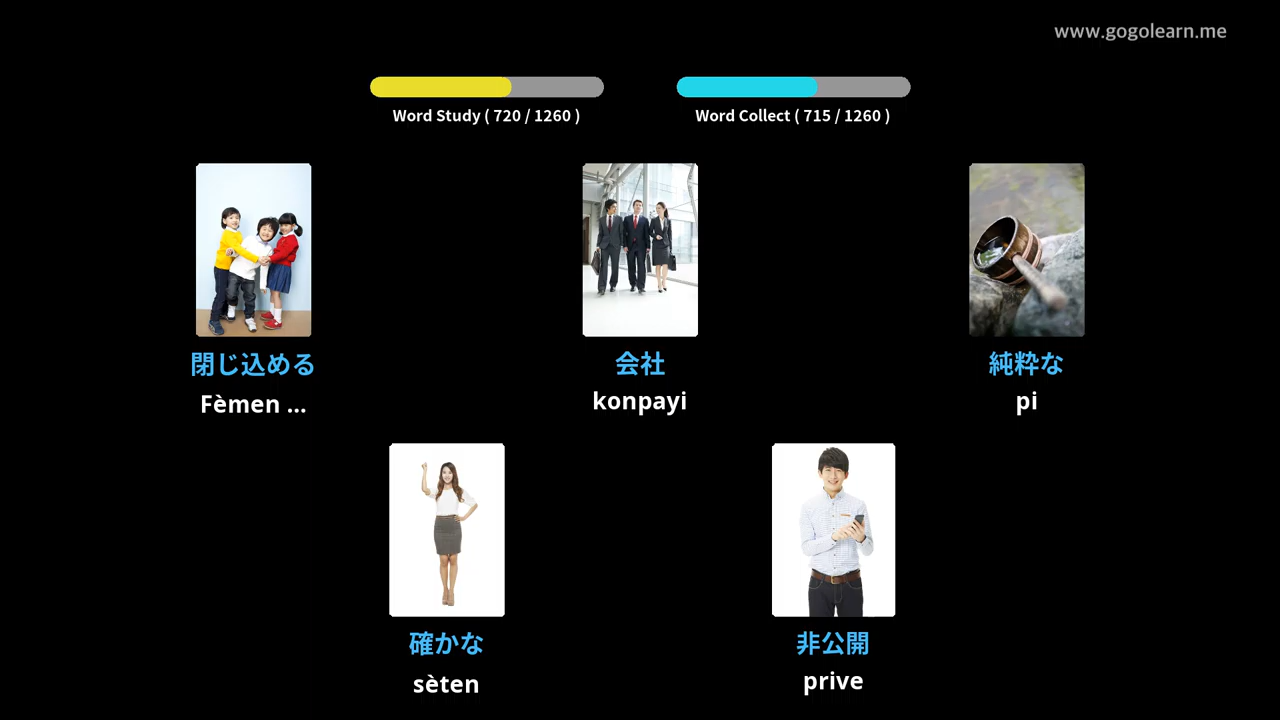 www.gogolearn.me
Word Study ( 720 / 1260 )
Word Collect ( 715 / 1260 )
閉じ込める
Fèmen ...
会社
konpayi
純粋な
pi
確かな
sèten
非公開
prive